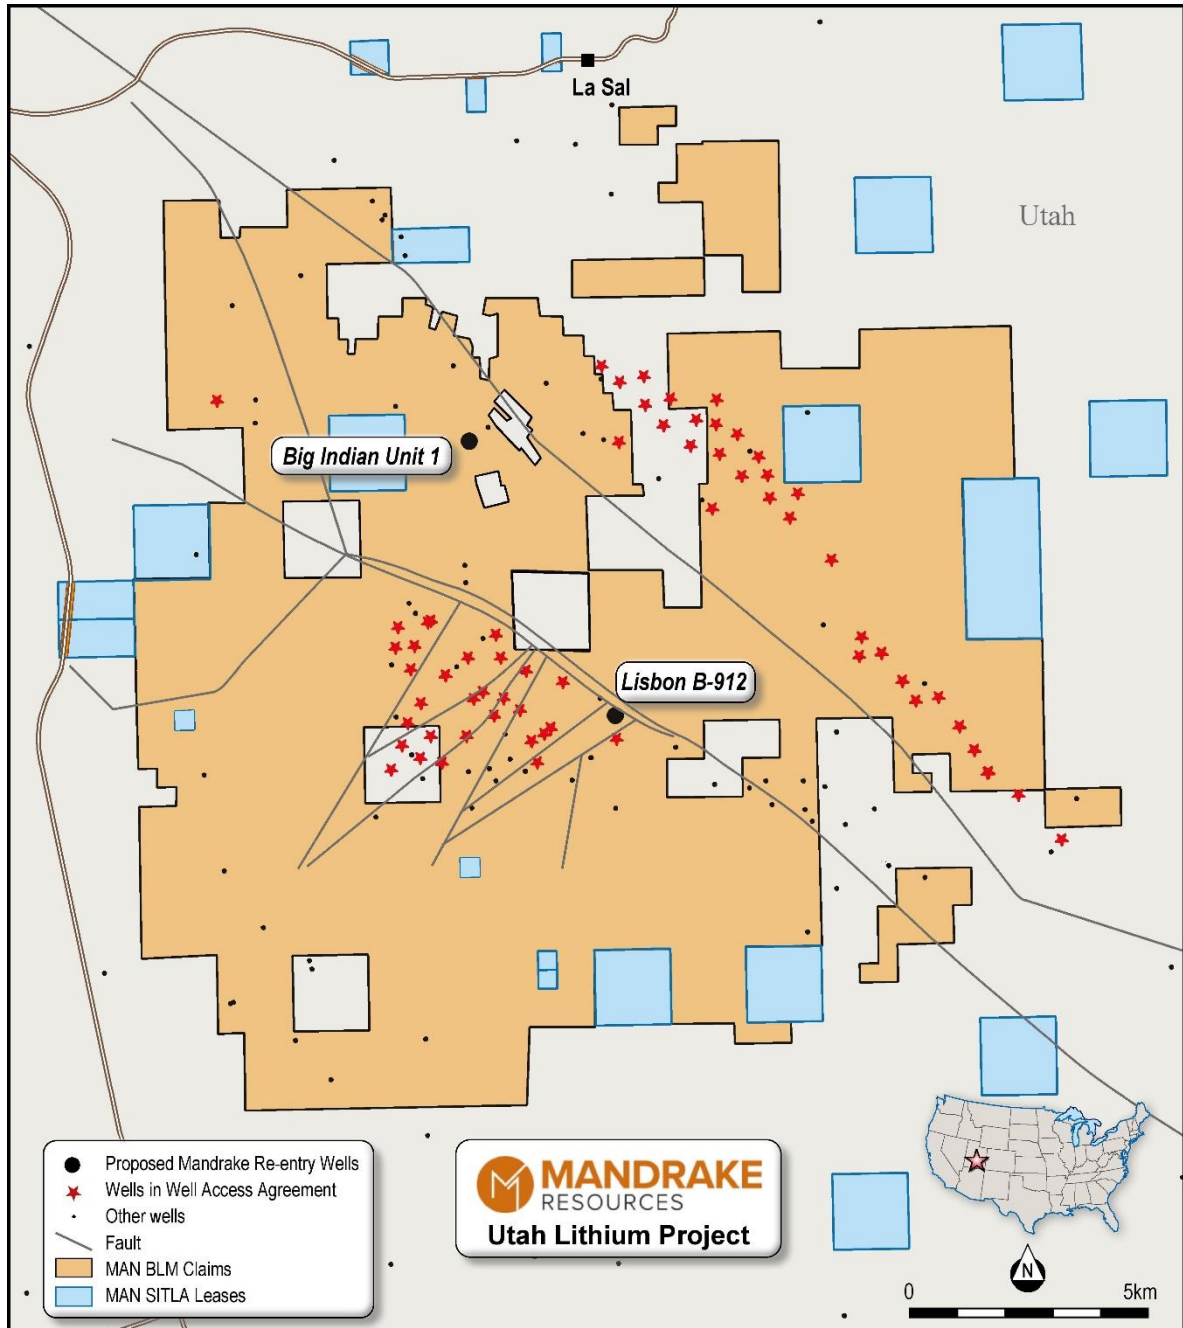 La Sal
Utah
Big Indian Unit 1
Lisbon B-912
Proposed Mandrake Re-entry Wells
Wells in Well Access Agreement
Other wells
Fault
MAN BLM Claims
MAN SITLA Leases
M
MANDRAKE
RESOURCES
Utah Lithium Project
N
0 5km